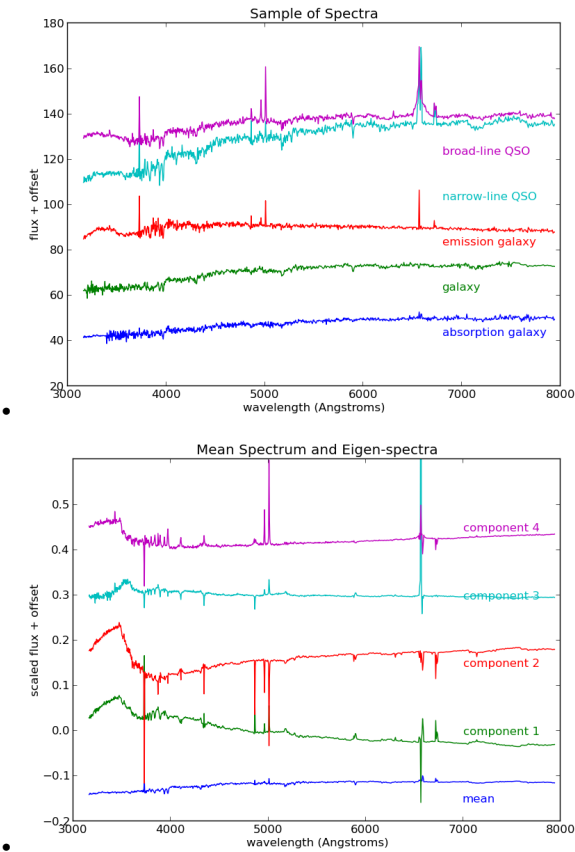 Sample of Spectra
180
160
140
120
100
80
60
40
20
flux + offset
broad-line QSO
narrow-line QSO
emission galaxy
galaxy
absorption galaxy
3000 4000 5000 6000 7000 8000
wavelength (Angstroms)
Mean Spectrum and Eigen-spectra
0.5
0.4
0.3
0.2
0.1
0.0
−0.1
−0.2
scaled flux + offset
component 4
component 3
component 2
component 1
mean
3000 4000 5000 6000 7000 8000
wavelength (Angstroms)